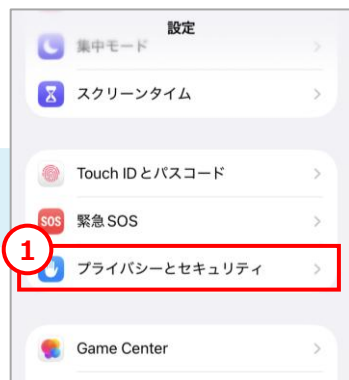 設定
集中モード
スクリーンタイム
Touch IDとパスコード
SOS 緊急SOS
1
プライバシーとセキュリティ
Game Center